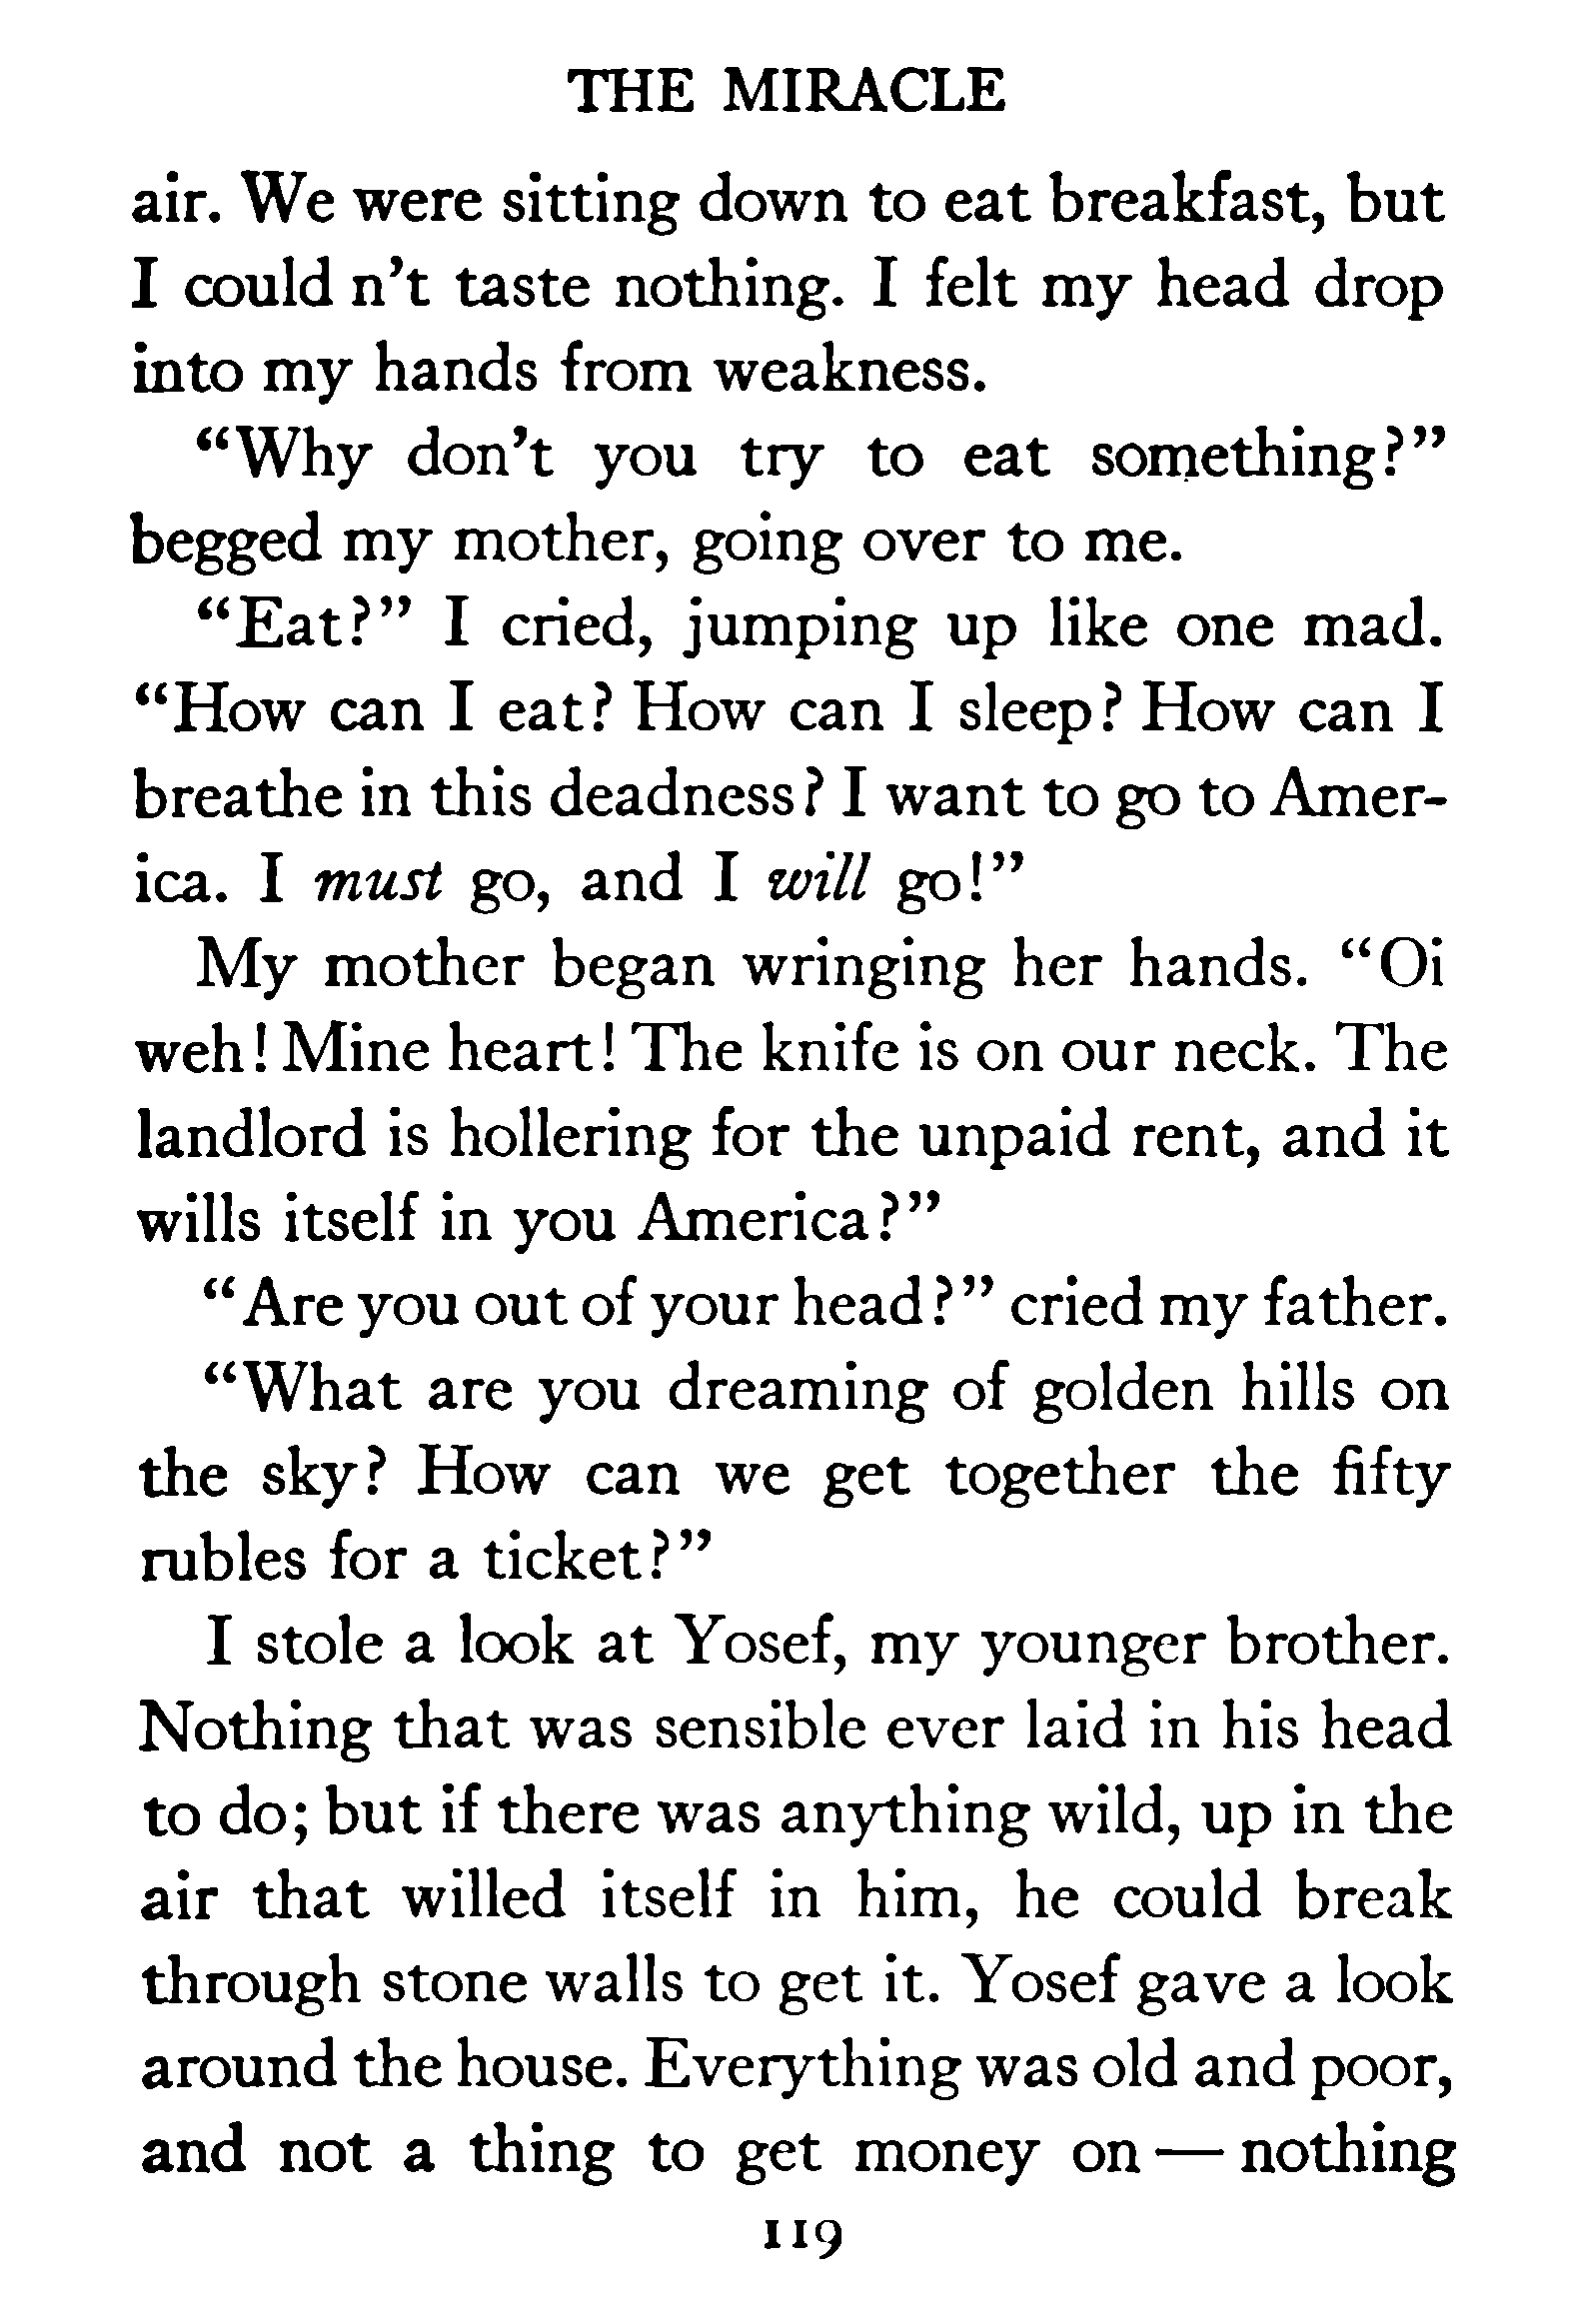 THE MIRACLE
air. We were sitting down to eat breakfast, but
I could n't taste nothing. I felt my head drop
into my hands from weakness.
“Why don't you try to eat something?”
begged my mother, going over to me.
“Eat?” I cried, jumping up like one mad.
“How can I eat? How can I sleep? How can I
breathe in this deadness? I want to go to Amer-
ica. I must go, and I will go!”
My mother began wringing her hands. “Oi
weh! Mine heart! The knife is on our neck. The
landlord is hollering for the unpaid rent, and it
wills itself in you America?”
“Are you out of your head?” cried my father.
“What are you dreaming of golden hills on
the sky? How can we get together the fifty
rubles for a ticket?”
I stole a look at Yosef, my younger brother.
Nothing that was sensible ever laid in his head
to do; but if there was anything wild, up in the
air that willed itself in him, he could break
through stone walls to get it. Yosef gave a look
around the house. Everything was old and poor,
and not a thing to get money on — nothing
119